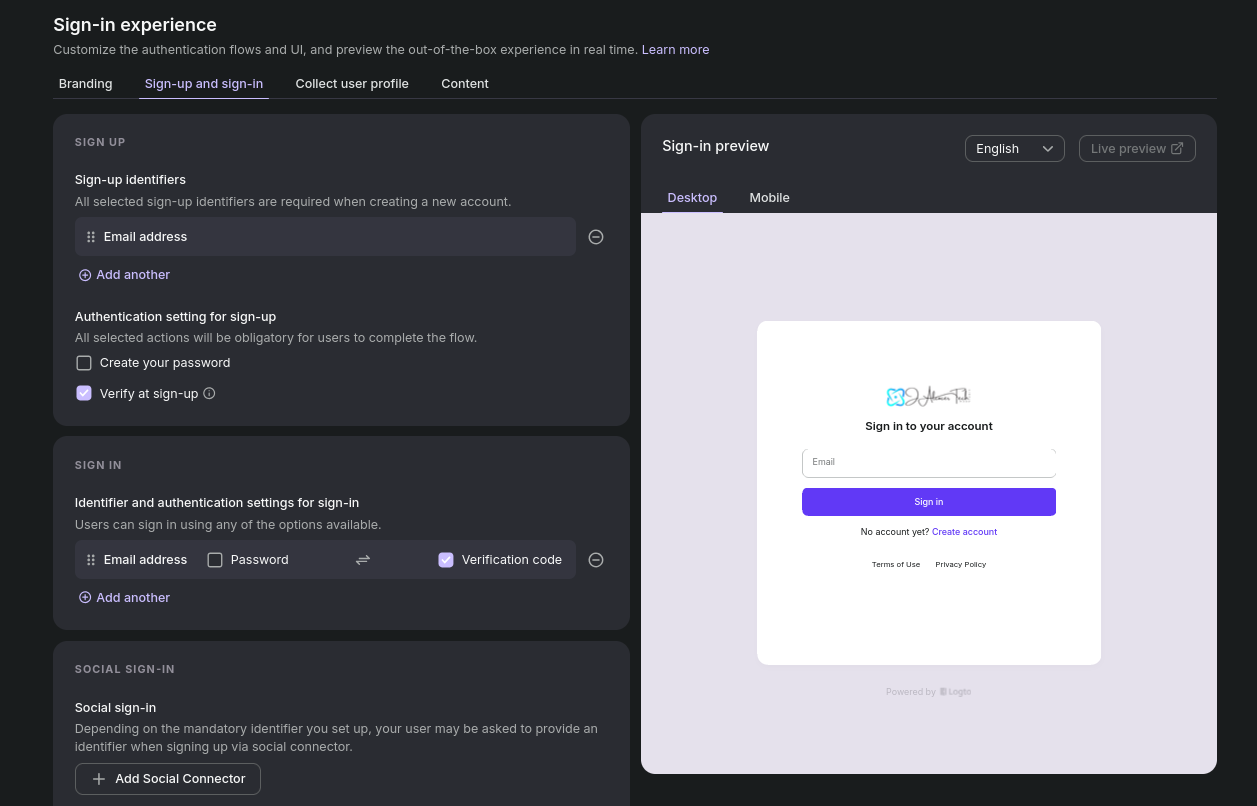 Sign-in experience
Customize the authentication flows and UI, and preview the out-of-the-box experience in real time. Learn more
Branding
Sign-up and sign-in
Collect user profile
Content
SIGN UP
Sign-up identifiers
All selected sign-up identifiers are required when creating a new account.
Email address
Add another
Authentication setting for sign-up
All selected actions will be obligatory for users to complete the flow.
Create your password
Verify at sign-up
SIGN IN
Identifier and authentication settings for sign-in
Users can sign in using any of the options available.
Email address
Password
Verification code
Add another
SOCIAL SIGN-IN
Social sign-in
Depending on the mandatory identifier you set up, your user may be asked to provide an
identifier when signing up via social connector.
Add Social Connector
Sign-in preview
English
Live preview
Desktop
Mobile
Sign in to your account
Email
Sign in
No account yet? Create account
Terms of Use
Privacy Policy
Powered by Logto